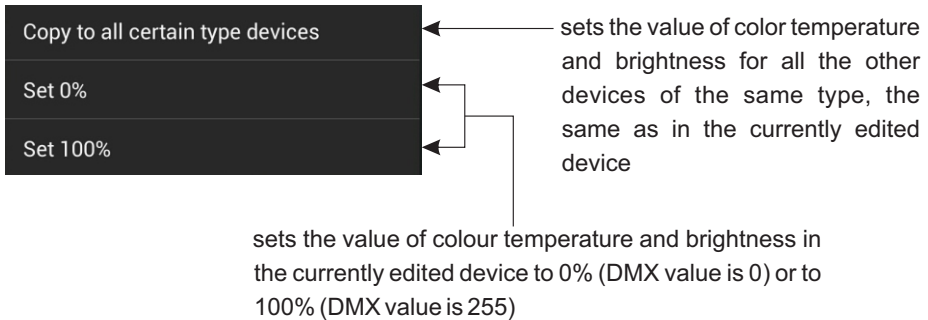 Copy to all certain type devices
Set 0%
Set 100%
sets the value of color temperature
and brightness for all the other
devices of the same type, the
same as in the currently edited
device
sets the value of colour temperature and brightness in
the currently edited device to 0% (DMX value is 0) or to
100% (DMX value is 255)